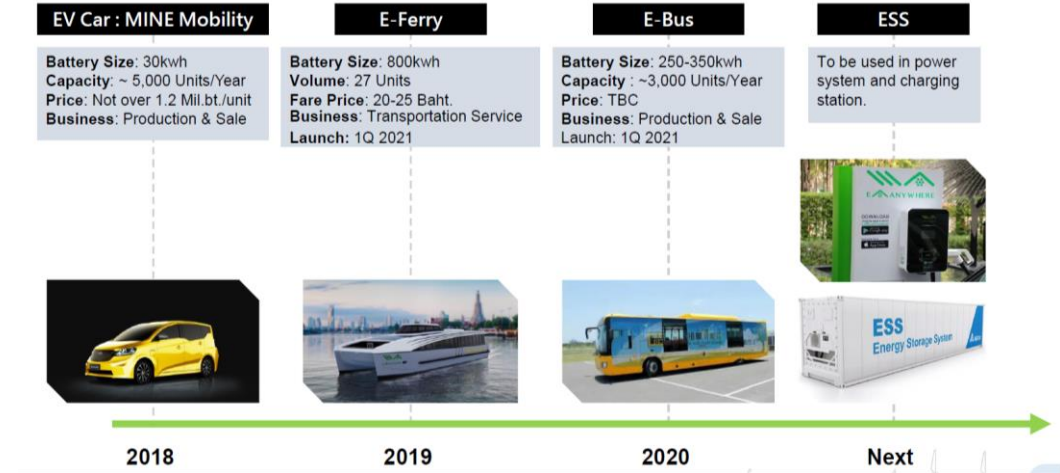 EV Car : MINE Mobility
Battery Size: 30kwh
Capacity: ~ 5,000 Units/Year
Price: Not over 1.2 Mil.bt./unit
Business: Production & Sale
E-Ferry
Battery Size: 800kwh
Volume: 27 Units
Fare Price: 20-25 Baht.
Business: Transportation Service
Launch: 1Q 2021
E-Bus
Battery Size: 250-350kwh
Capacity : ~3,000 Units/Year
Price: TBC
Business: Production & Sale
Launch: 1Q 2021
ESS
To be used in power
system and charging
station.
EA ANYWHERE
DOWNLOAD
ESS
Energy Storage System
2018
2019
2020
Next